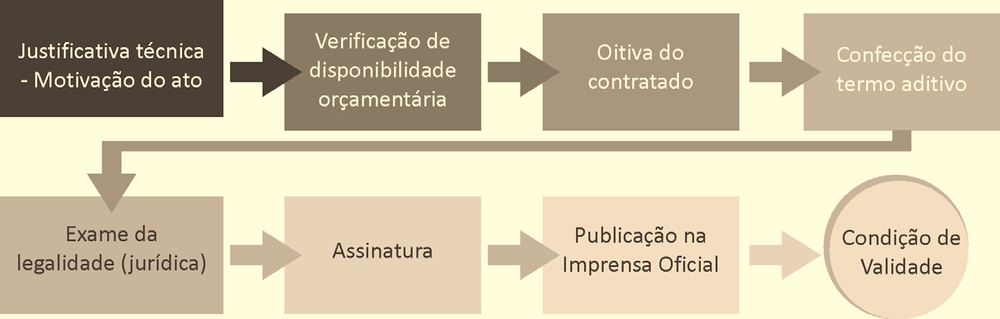 Justificativa técnica
- Motivação do ato
Verificação de
disponibilidade
orçamentária
Oitiva do
contratado
Confecção do
termo aditivo
Exame da
legalidade (jurídica)
Assinatura
Publicação na
Imprensa Oficial
Condição de
Validade